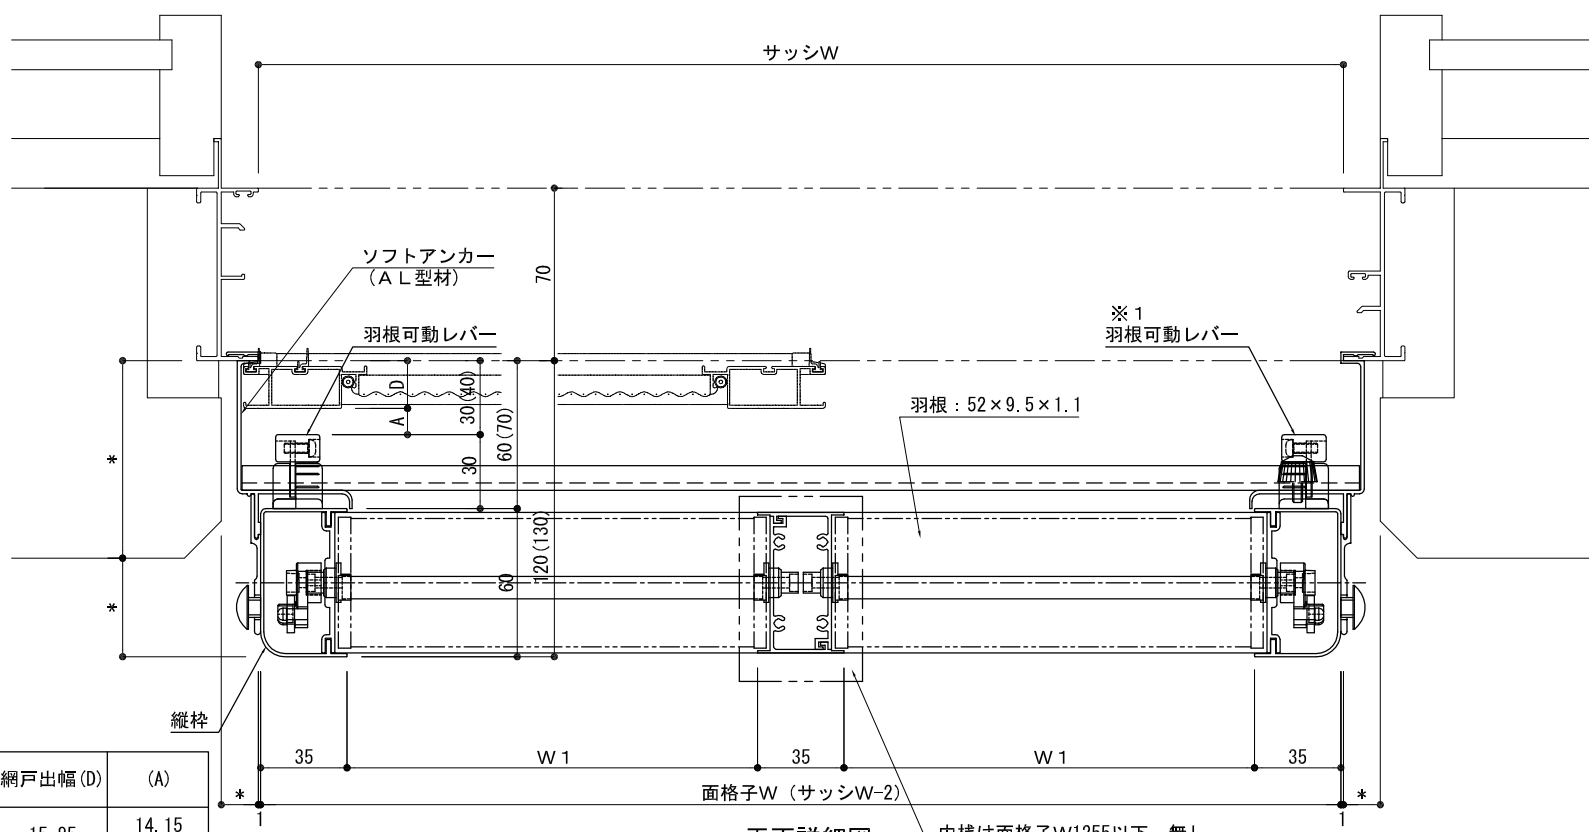 サッシW
ソフトアンカー
(AL型材)
70
羽根可動レバー
※1
羽根可動レバー
D
30(40)
A
60(70)
羽根：52×9.5×1.1
*
30
120(130)
60
*
縦枠
35
W1
35
W1
35
網戸出幅(D)
(A)
*
面格子W（サッシW-2）
*
14.15
1
1